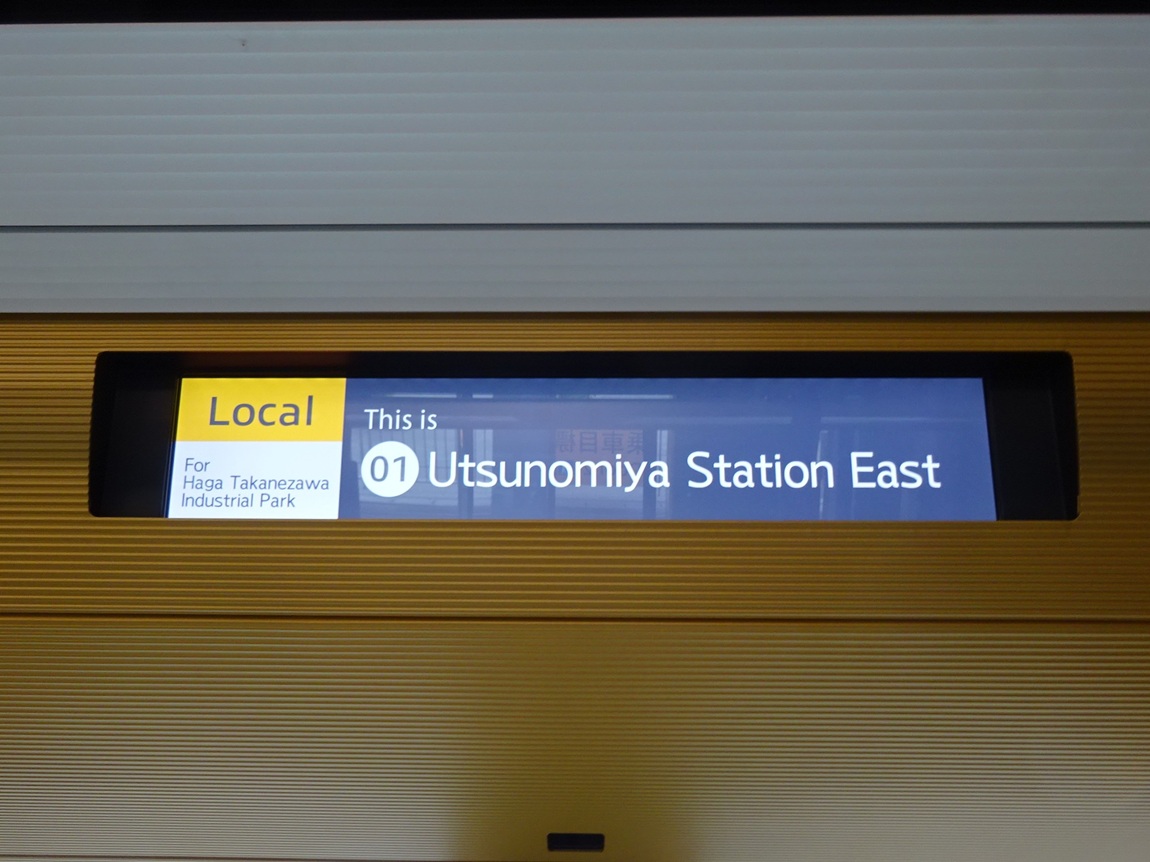 Local
For
Haga Takanezawa
Industrial Park
This is
01 Utsunomiya Station East